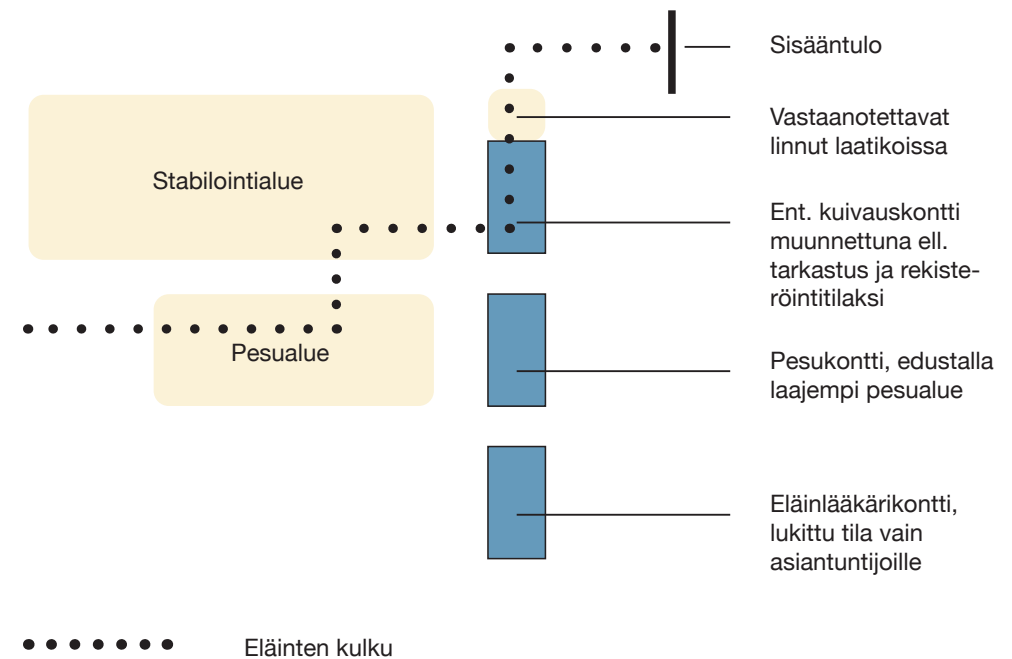 Sisääntulo
Vastaanotettavat
linnut laatikoissa
Stabilointialue
Ent. kuivauskontti
muunnettuna ell.
tarkastus ja rekiste-
röintitilaksi
Pesualue
Pesukontti, edustalla
laajempi pesualue
Eläinlääkärikontti,
lukittu tila vain
asiantuntijoille
Eläinten kulku